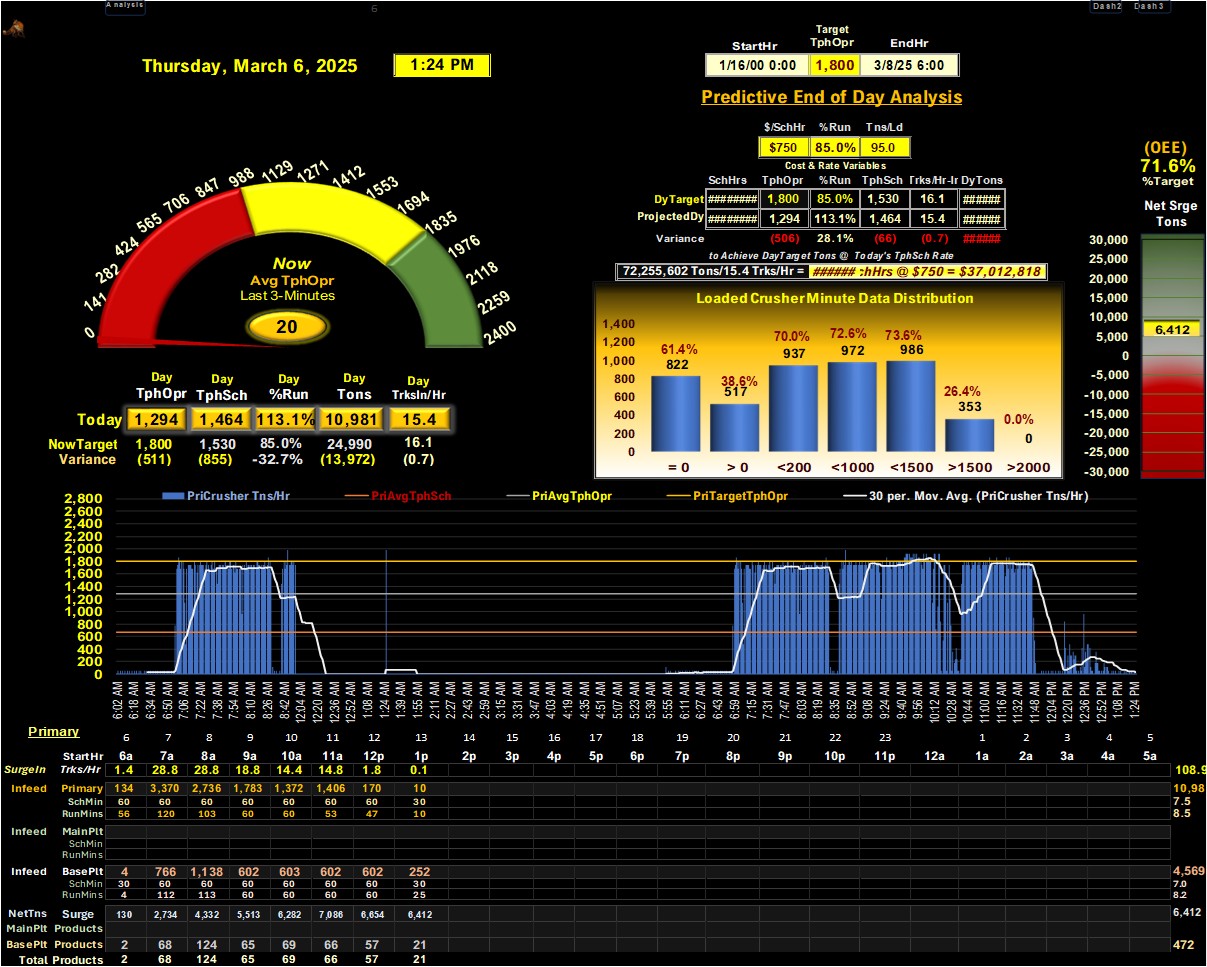 Analysis 6 Dash2 Dash3
Thursday, March 6, 2025 1:24 PM
StartHr Target TphOpr EndHr
1/16/00 0:00 1,800 3/8/25 6:00
Predictive End of Day Analysis
$/SchHr %Run Tns/Ld
$750 85.0% 95.0
Cost & Rate Variables
SchHrs TphOpr %Run TphSch Trks/Hr-Ir DyTons
DyTarget ######## 1,800 85.0% 1,530 16.1 ######
ProjectedDy ######## 1,294 113.1% 1,464 15.4 ######
Variance (506) 28.1% (66) (0.7) ######
to Achieve DayTarget Tons @ Today's TphSch Rate
72,255,602 Tons/15.4 Trks/Hr = ###### :hHrs @ $750 = $37,012,818
(OEE)
71.6%
%Target
Net Srge
Tons
30,000
25,000
20,000
15,000
10,000
6,412
5,000
0
-5,000
-10,000
-15,000
-20,000
-25,000
-30,000
0 141 282 424 565 706 847 988 1129 1271 1412 1553 1694 1835 1976 2118 2259 2400
Now
Avg TphOpr
Last 3-Minutes
20
Day TphOpr Day TphSch Day %Run Day Tons Day TrksIn/Hr
Today 1,294 1,464 113.1% 10,981 15.4
NowTarget 1,800 1,530 85.0% 24,990 16.1
Variance (511) (855) -32.7% (13,972) (0.7)
Loaded Crusher Minute Data Distribution
1,400
1,200
1,000
800
600
400
200
0
61.4% 38.6% 70.0% 72.6% 73.6% 26.4% 0.0%
822 517 937 972 986 353 0
= 0 > 0 <200 <1000 <1500 >1500 >2000
PriCrusher Tns/Hr PriAvgTphSch PriAvgTphOpr PriTargetTphOpr 30 per. Mov. Avg. (PriCrusher Tns/Hr)
2,800
2,600
2,400
2,200
2,000
1,800
1,600
1,400
1,200
1,000
800
600
400
200
0
6:02 AM 6:18 AM 6:34 AM 6:50 AM 7:06 AM 7:22 AM 7:38 AM 7:54 AM 8:10 AM 8:26 AM 8:42 AM 12:04 AM 12:20 AM 12:36 AM 12:52 AM 1:08 AM 1:24 AM 1:39 AM 1:55 AM 2:11 AM 2:27 AM 2:43 AM 2:59 AM 3:15 AM 3:31 AM 3:47 AM 4:03 AM 4:19 AM 4:35 AM 4:51 AM 5:07 AM 5:23 AM 5:39 AM 5:55 AM 6:11 AM 6:27 AM 6:43 AM 6:59 AM 7:15 AM 7:31 AM 7:47 AM 8:03 AM 8:19 AM 8:35 AM 8:52 AM 9:08 AM 9:24 AM 9:40 AM 9:56 AM 10:12 AM 10:28 AM 10:44 AM 11:00 AM 11:16 AM 11:32 AM 11:48 AM 12:04 PM 12:20 PM 12:36 PM 12:52 PM 1:08 PM 1:24 PM
Primary
6 7 8 9 10 11 12 13 14 15 16 17 18 19 20 21 22 23 1 2 3 4 5
StartHr 6a 7a 8a 9a 10a 11a 12p 1p 2p 3p 4p 5p 6p 7p 8p 9p 10p 11p 12a 1a 2a 3a 4a 5a
SurgeIn Trks/Hr 1.4 28.8 28.8 18.8 14.4 14.8 1.8 0.1 108.9
Infeed Primary 134 3,370 2,736 1,783 1,372 1,406 170 10 10,98
SchMin 60 60 60 60 60 60 60 30 7.5
RunMins 56 120 103 60 60 53 47 10 8.5
Infeed MainPlt
SchMin
RunMins
Infeed BasePlt 4 766 1,138 602 603 602 602 252 4,569
SchMin 30 60 60 60 60 60 60 30 7.0
RunMins 4 112 113 60 60 60 60 25 8.2
NetTns Surge 130 2,734 4,332 5,513 6,282 7,086 6,654 6,412 6,412
MainPlt Products
BasePlt Products 2 68 124 65 69 66 57 21 472
Total Products 2 68 124 65 69 66 57 21